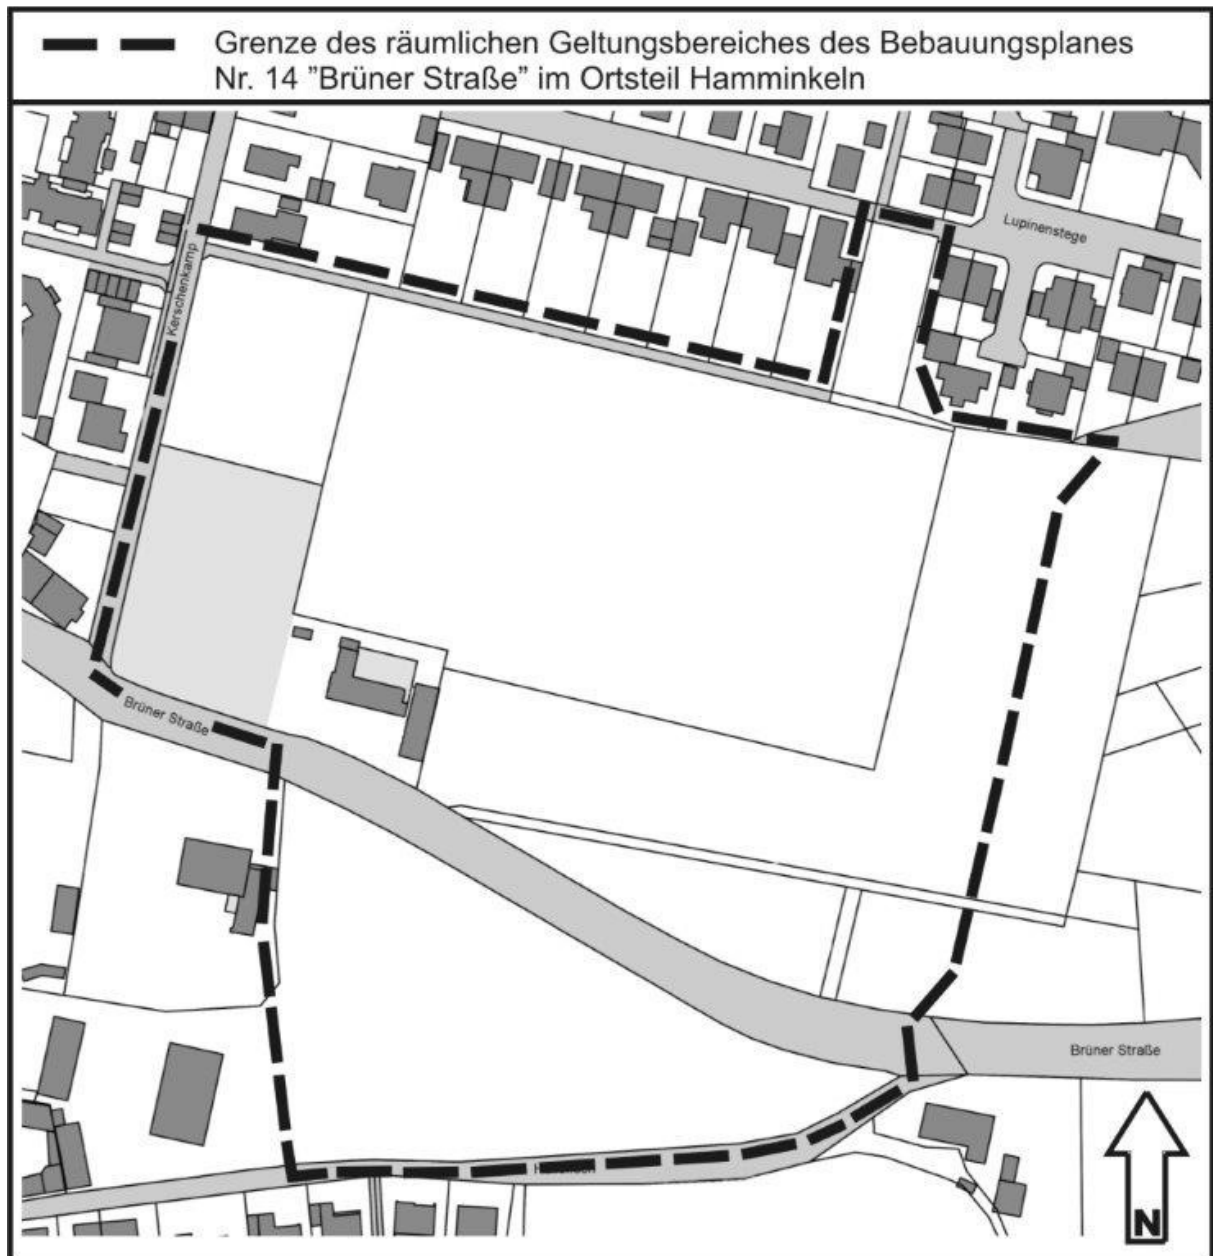 Grenze des räumlichen Geltungsbereiches des Bebauungsplanes
Nr. 14 ”Brüner Straße” im Ortsteil Hamminkeln
Lupinenstege
Kerschenkamp
Brüner Straße
Brüner Straße
N